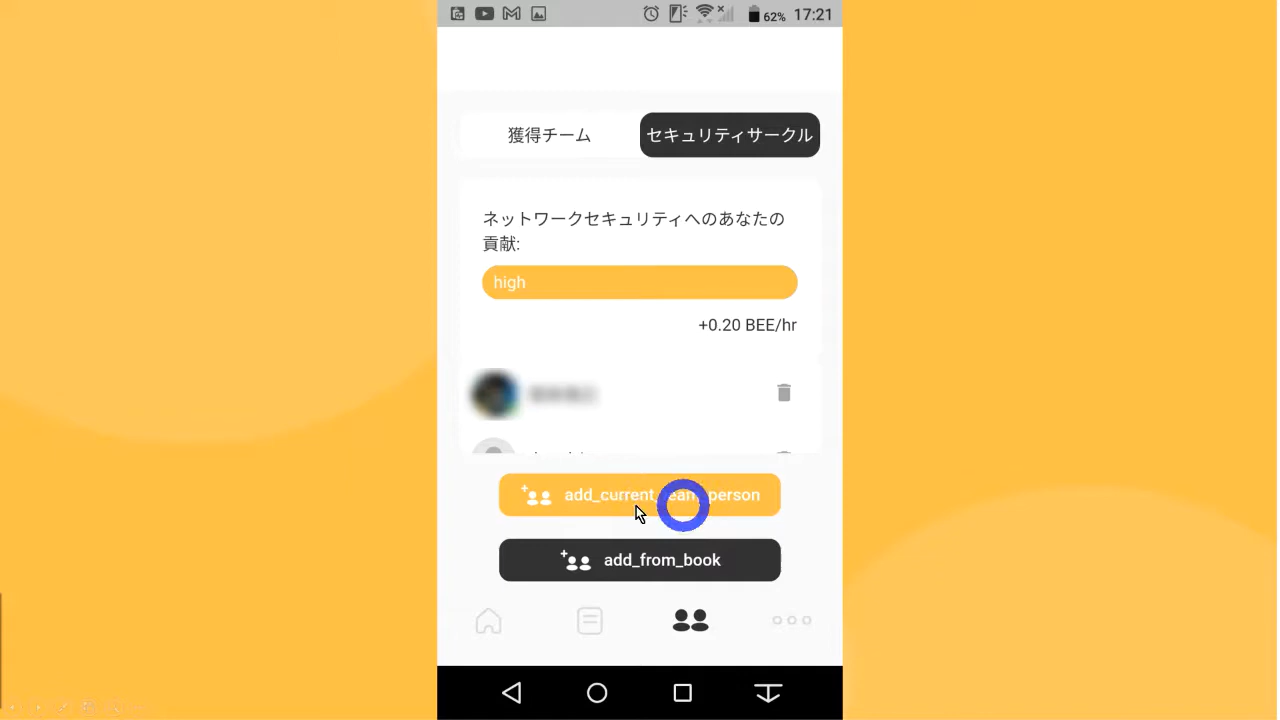 62% 17:21
獲得チーム セキュリティサークル
ネットワークセキュリティへのあなたの
貢献:
high
+0.20 BEE/hr
add_current_team_person
add_from_book